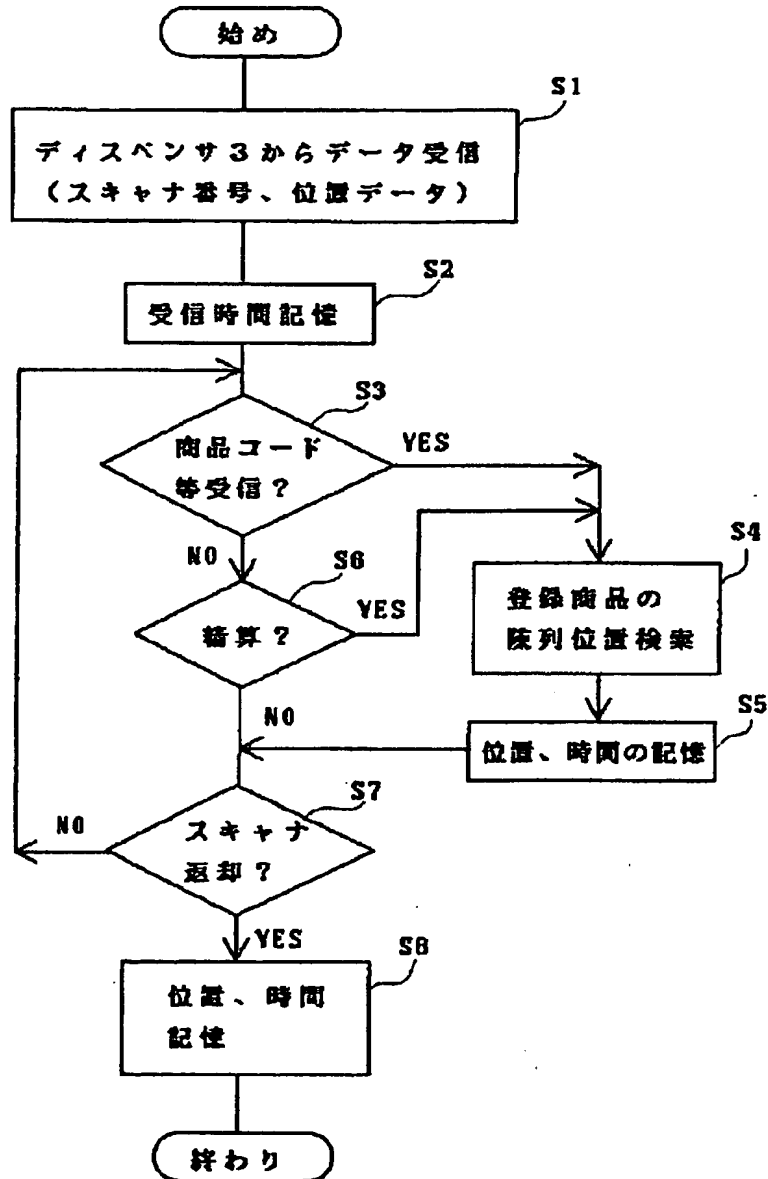 始め
S1
ディスペンサ3からデータ受信
(スキャナ番号、位置データ)
S2
受信時間記憶
S3
商品コード
等受信?
YES
NO
S4
登録商品の
陳列位置検索
S6
精算?
YES
NO
S5
位置、時間の記憶
S7
スキャナ
返却?
NO
YES
S8
位置、時間
記憶
終わり